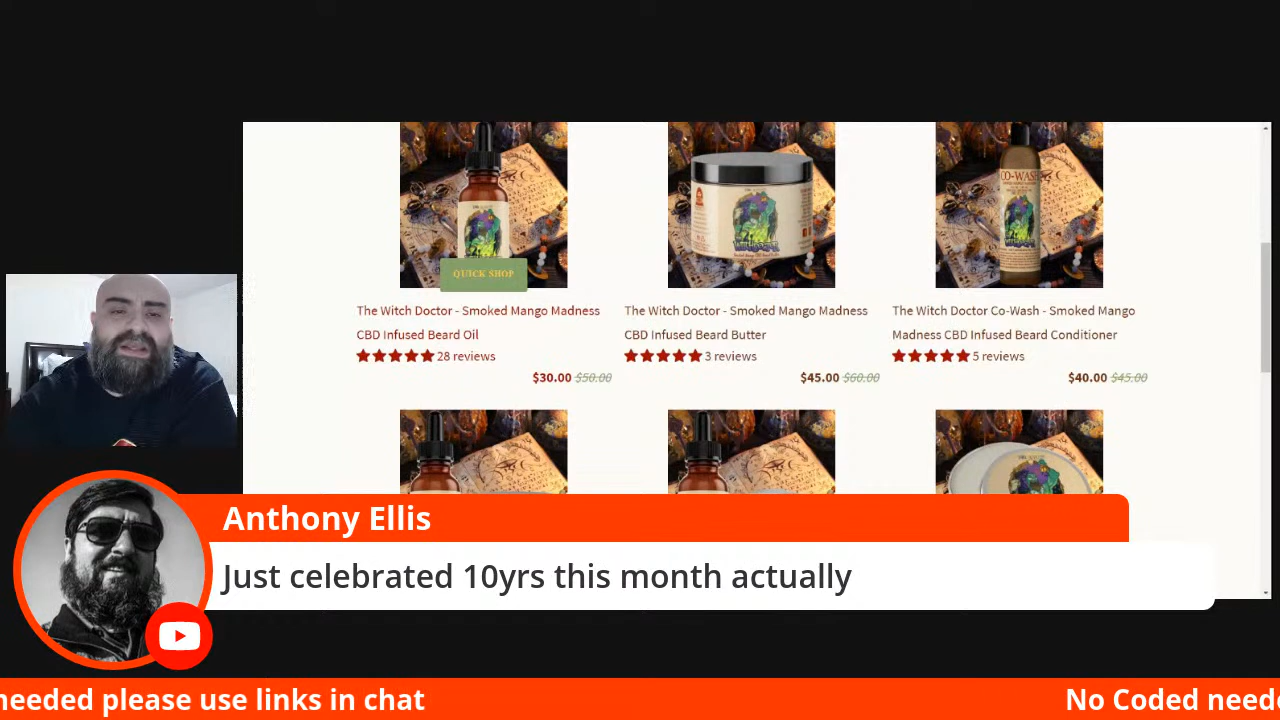 CO-WASH
QUICK SHOP
The Witch Doctor - Smoked Mango Madness
CBD Infused Beard Oil
28 reviews
$30.00 $50.00
The Witch Doctor - Smoked Mango Madness
CBD Infused Beard Butter
3 reviews
$45.00 $60.00
The Witch Doctor Co-Wash - Smoked Mango
Madness CBD Infused Beard Conditioner
5 reviews
$40.00 $45.00
Anthony Ellis
Just celebrated 10yrs this month actually
needed please use links in chat
No Coded neede